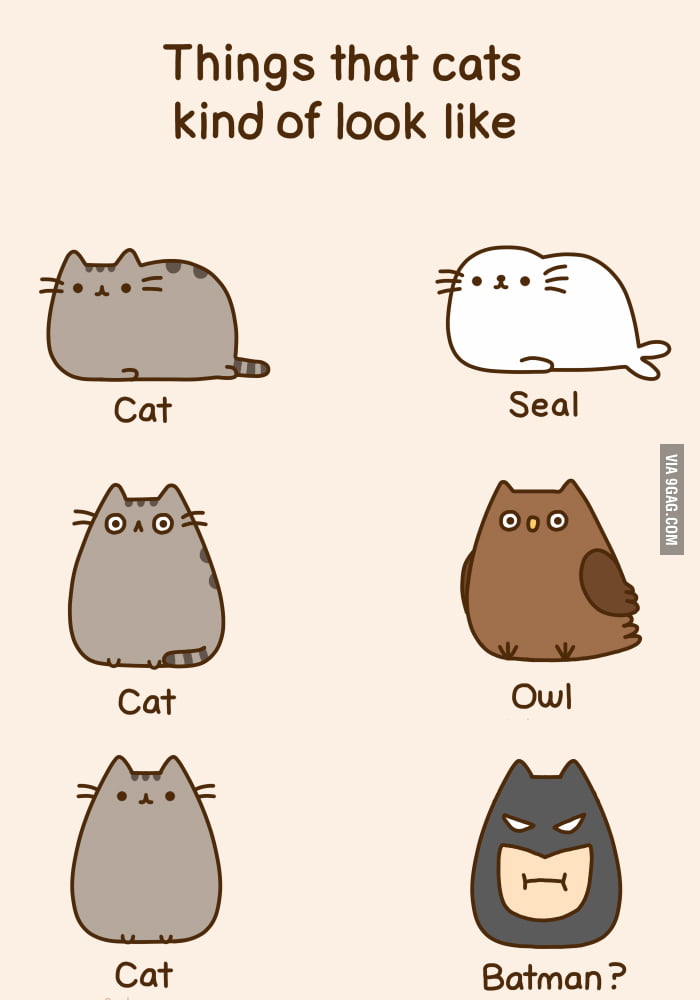 Things that cats
kind of look like
Cat
Seal
VIA 9GAG.COM
Cat
Owl
Cat
Batman?